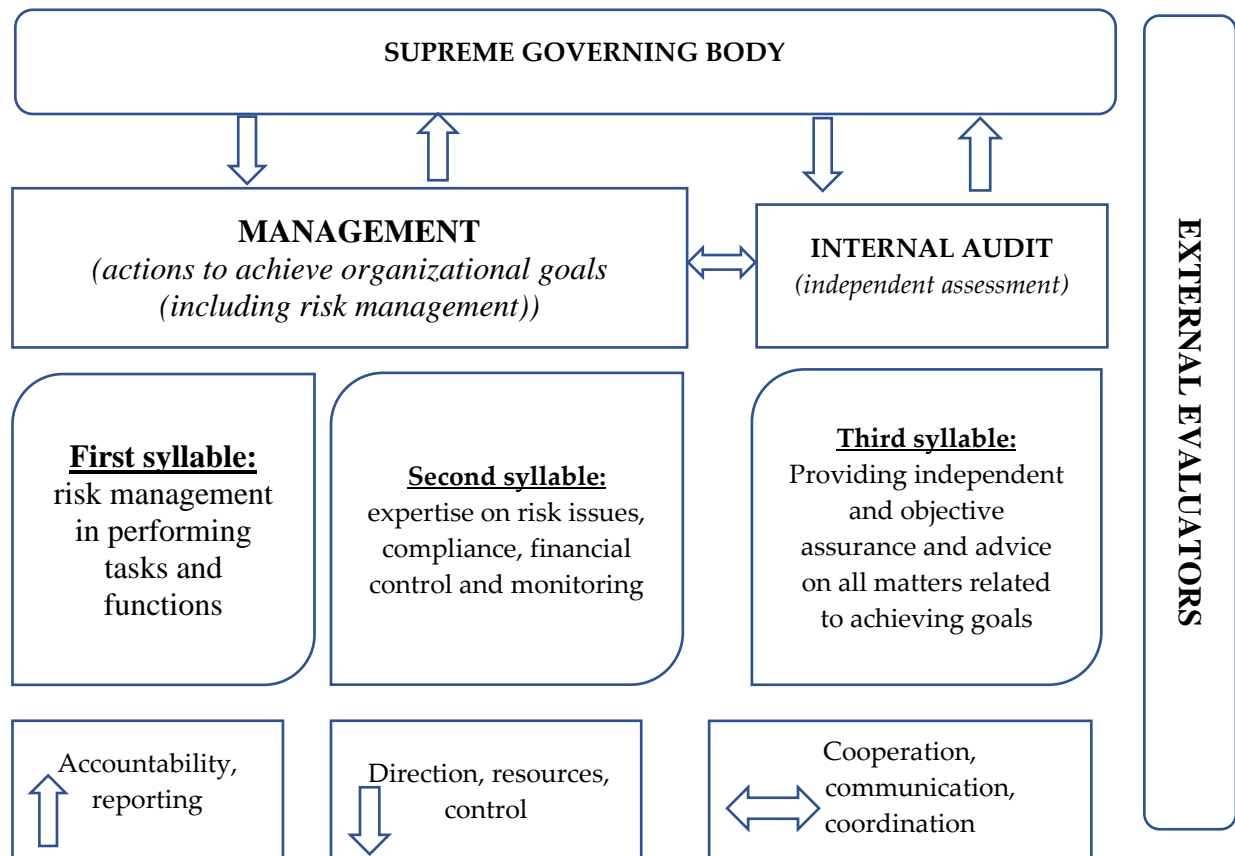 SUPREME GOVERNING BODY
MANAGEMENT
(actions to achieve organizational goals
(including risk management))
INTERNAL AUDIT
(independent assessment)
First syllable:
risk management
in performing
tasks and
functions
Second syllable:
expertise on risk issues,
compliance, financial
control and monitoring
Third syllable:
Providing independent
and objective
assurance and advice
on all matters related
to achieving goals
Accountability,
reporting
Direction, resources,
control
Cooperation,
communication,
coordination
EXTERNAL EVALUATORS